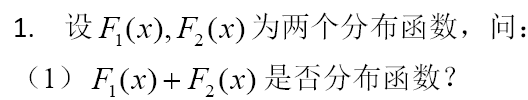 1. 设 F₁(x), F₂(x) 为两个分布函数，问：
（1） F₁(x) + F₂(x) 是否分布函数？